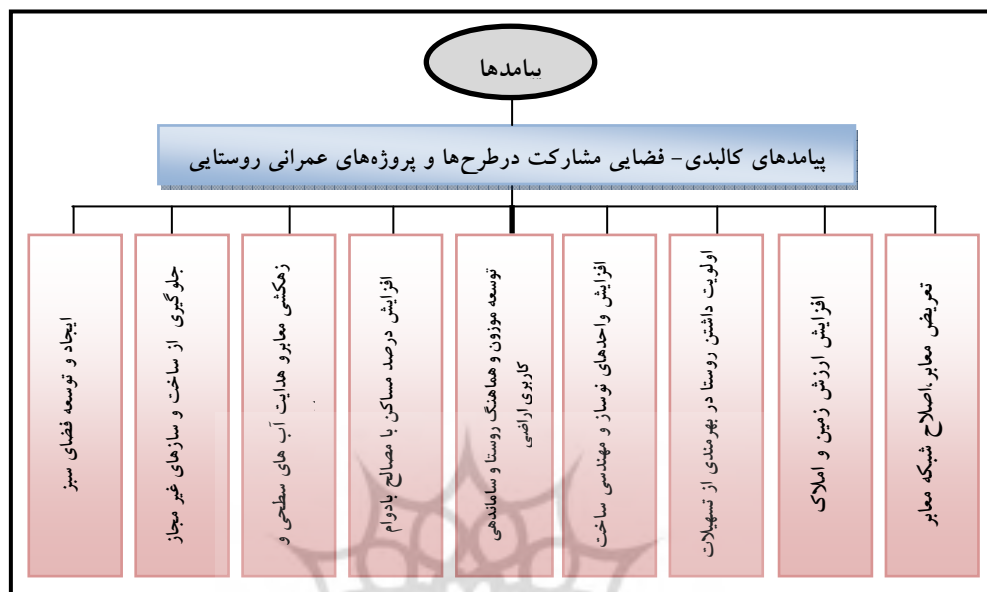 پیامدها
پیامدهای کالبدی- فضایی مشارکت درطرح‌ها و پروژه‌های عمرانی روستایی
تعریض معابر،اصلاح شبکه معابر
افزایش ارزش زمین و املاک
اولویت داشتن روستا در بهرمندی از تسهیلات
افزایش واحدهای نوساز و مهندسی ساخت
توسعه موزون و هماهنگ روستا و ساماندهی
کاربری اراضی
افزایش درصد مساکن با مصالح بادوام
زهکشی معابرو هدایت آب های سطحی و
جلوگیری از ساخت و سازهای غیر مجاز
ایجاد و توسعه فضای سبز